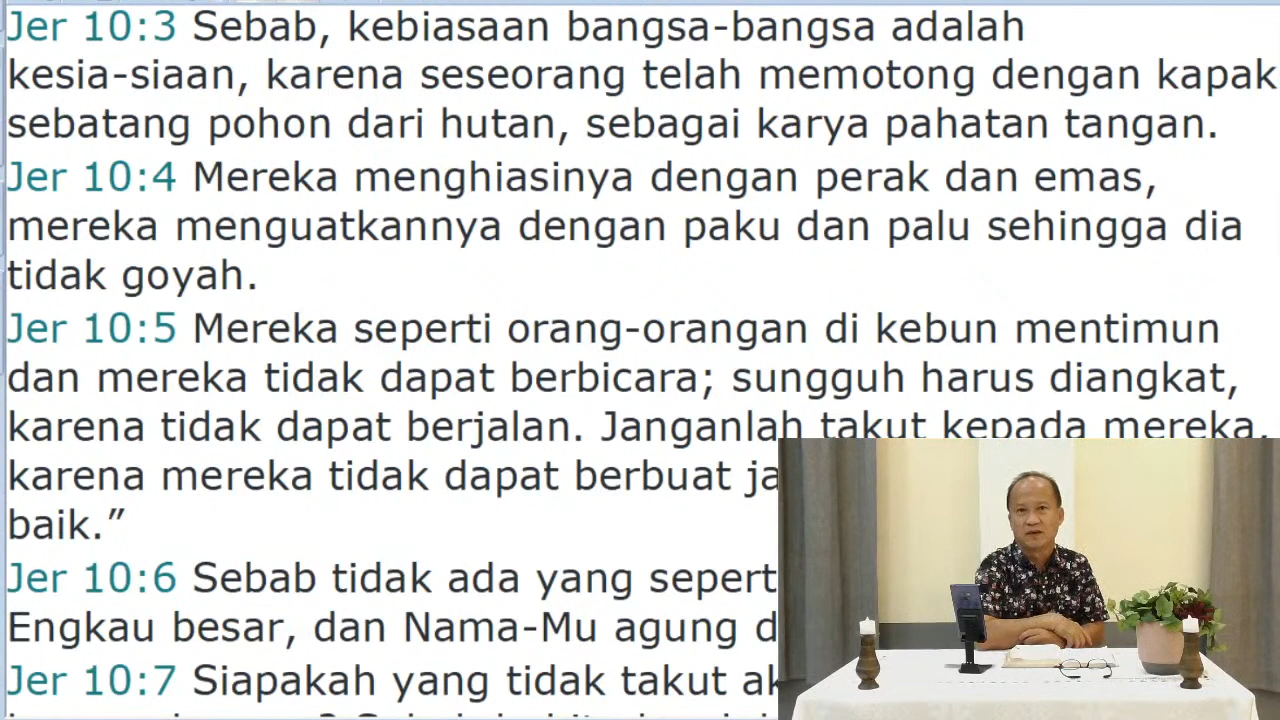 Jer 10:3 Sebab, kebiasaan bangsa-bangsa adalah
kesia-siaan, karena seseorang telah memotong dengan kapak
sebatang pohon dari hutan, sebagai karya pahatan tangan.
Jer 10:4 Mereka menghiasinya dengan perak dan emas,
mereka menguatkannya dengan paku dan palu sehingga dia
tidak goyah.
Jer 10:5 Mereka seperti orang-orangan di kebun mentimun
dan mereka tidak dapat berbicara; sungguh harus diangkat,
karena tidak dapat berjalan. Janganlah takut kepada mereka,
karena mereka tidak dapat berbuat ja
baik.”
Jer 10:6 Sebab tidak ada yang sepert
Engkau besar, dan Nama-Mu agung d
Jer 10:7 Siapakah yang tidak takut ak